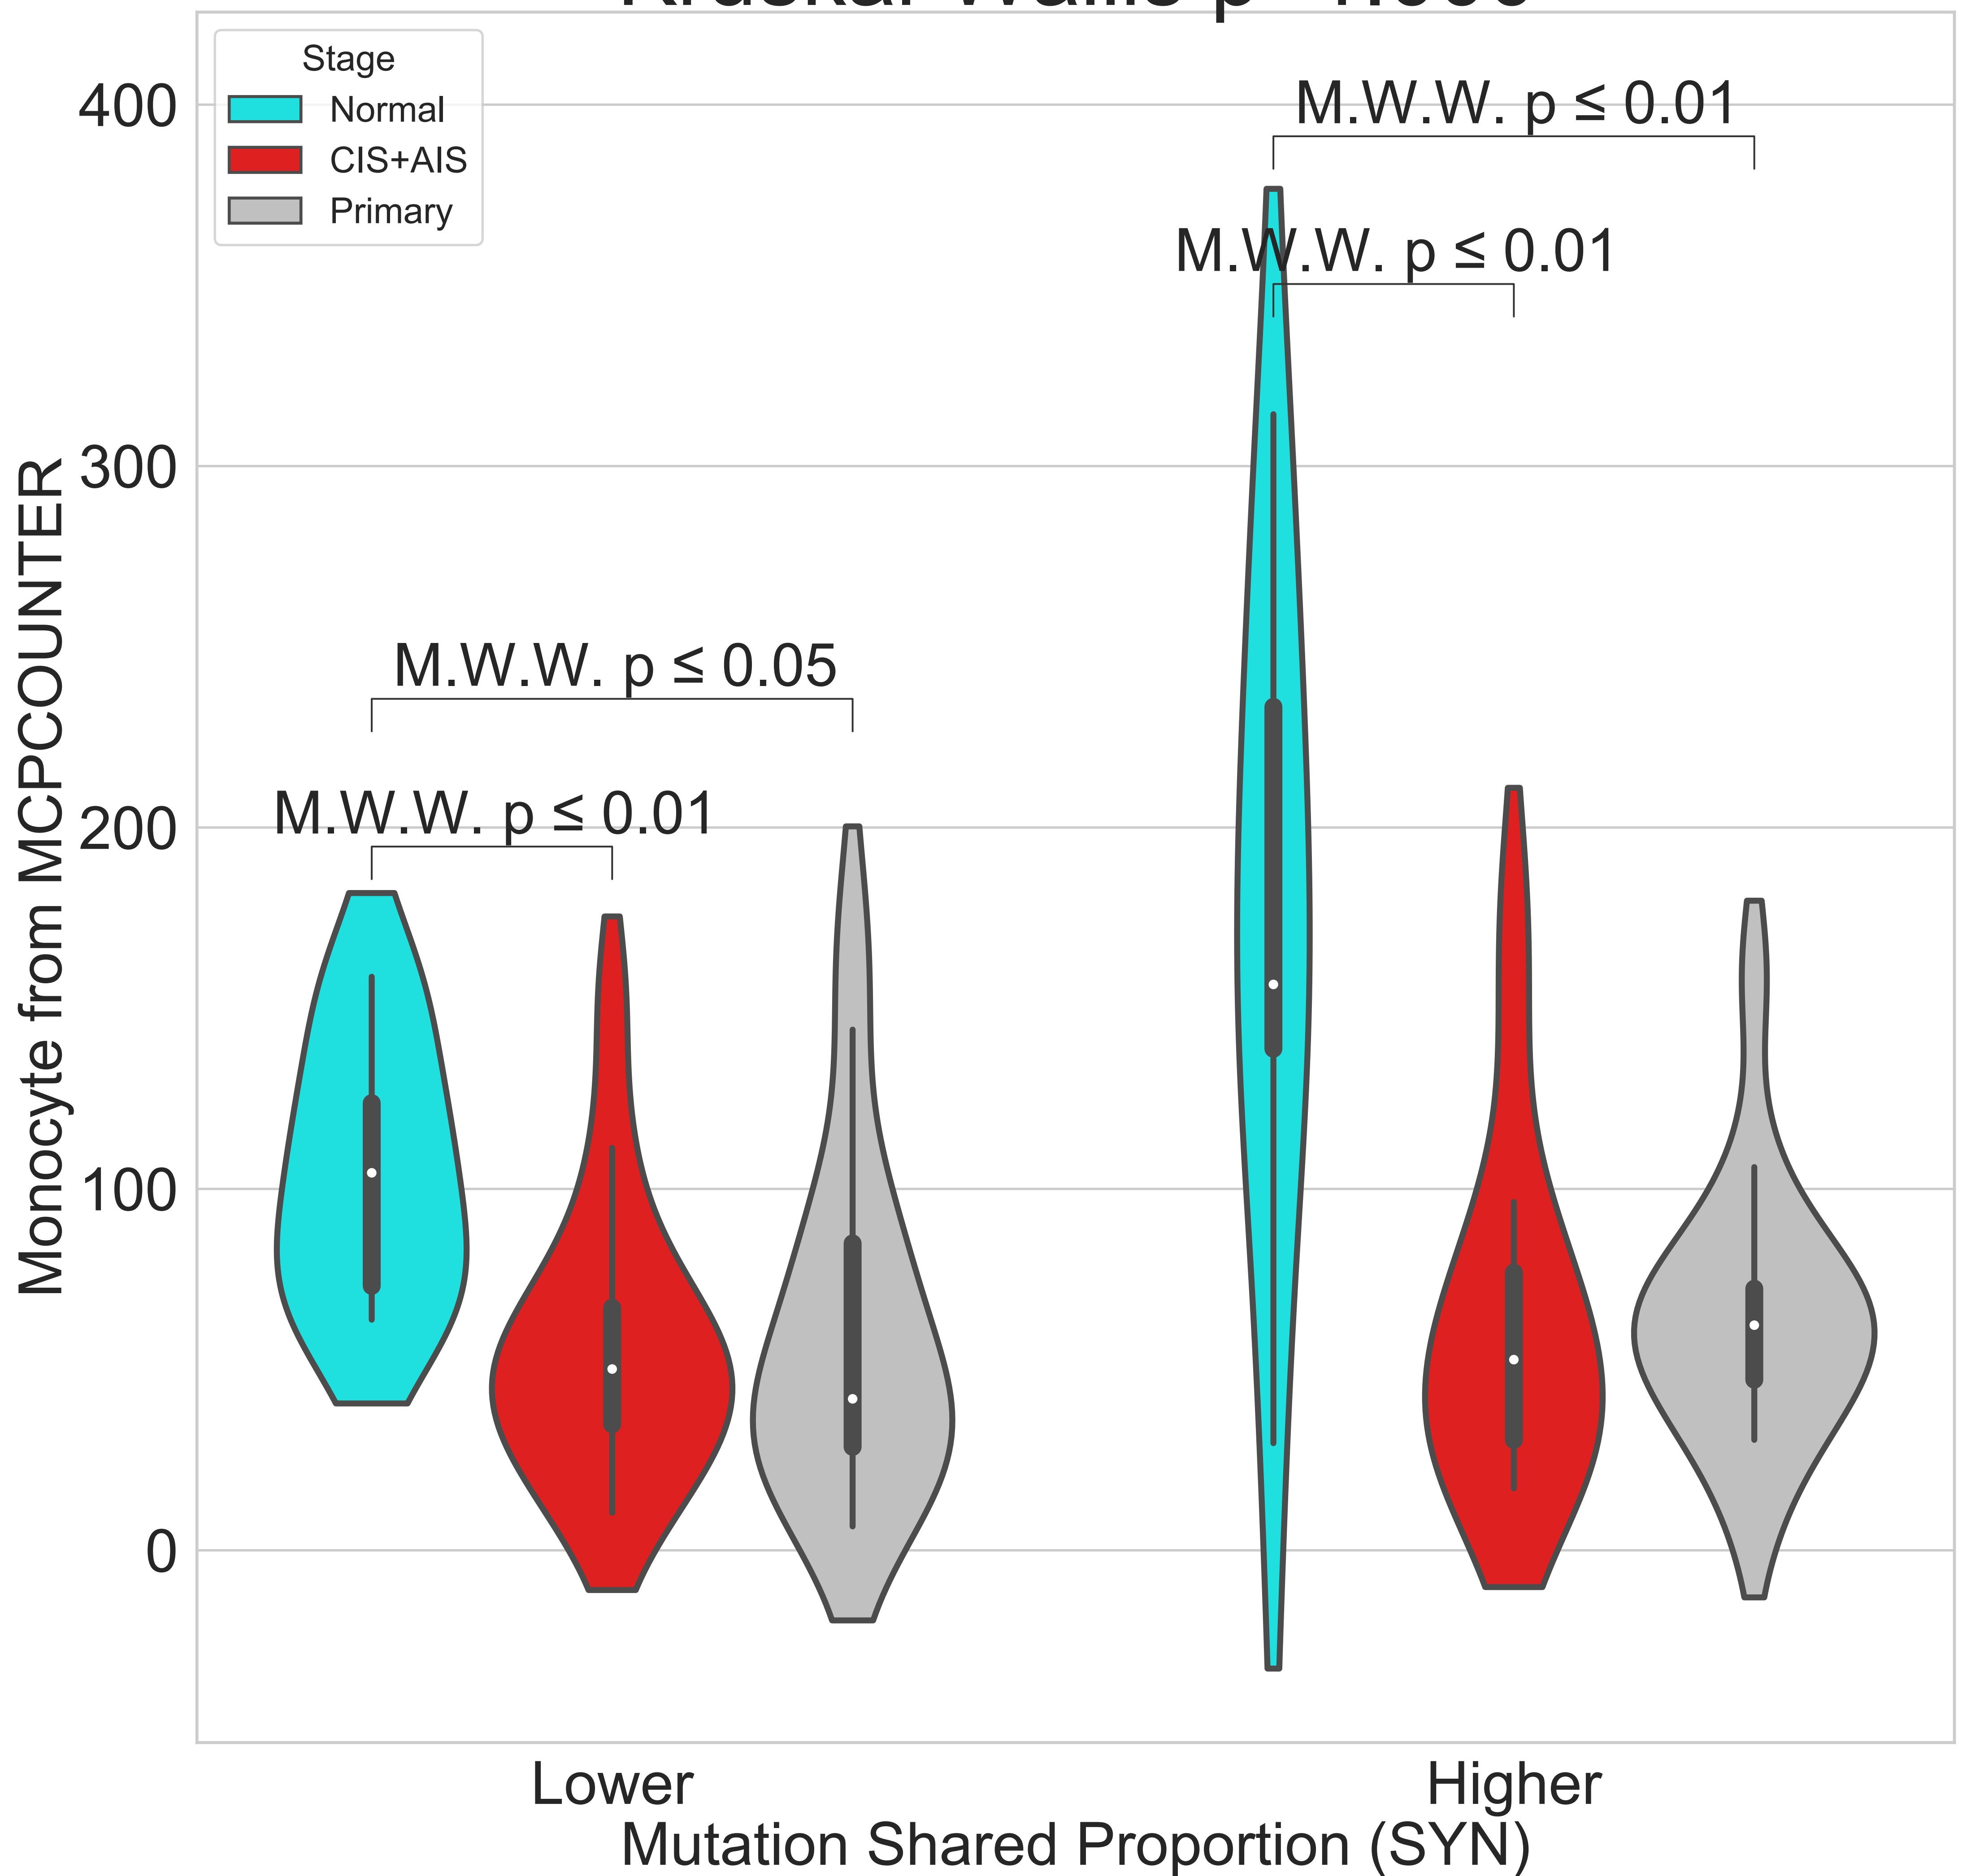 Stage
Normal
CIS+AIS
Primary
M.W.W. p ≤ 0.01
M.W.W. p ≤ 0.01
M.W.W. p ≤ 0.05
M.W.W. p ≤ 0.01
400
300
200
100
0
Monocyte from MCPCOUNTER
Lower
Higher
Mutation Shared Proportion (SYN)